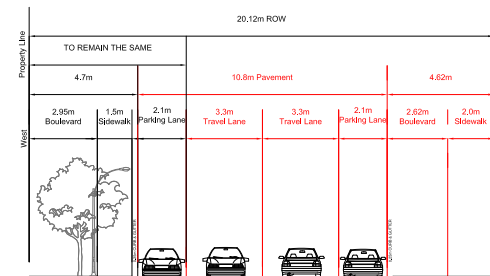 20.12m ROW
Property Line
TO REMAIN THE SAME
4.7m
10.8m Pavement
4.62m
2.95m
Boulevard
1.5m
Sidewalk
2.1m
Parking Lane
3.3m
Travel Lane
3.3m
Travel Lane
2.1m
Parking Lane
2.62m
Boulevard
2.0m
Sidewalk
West